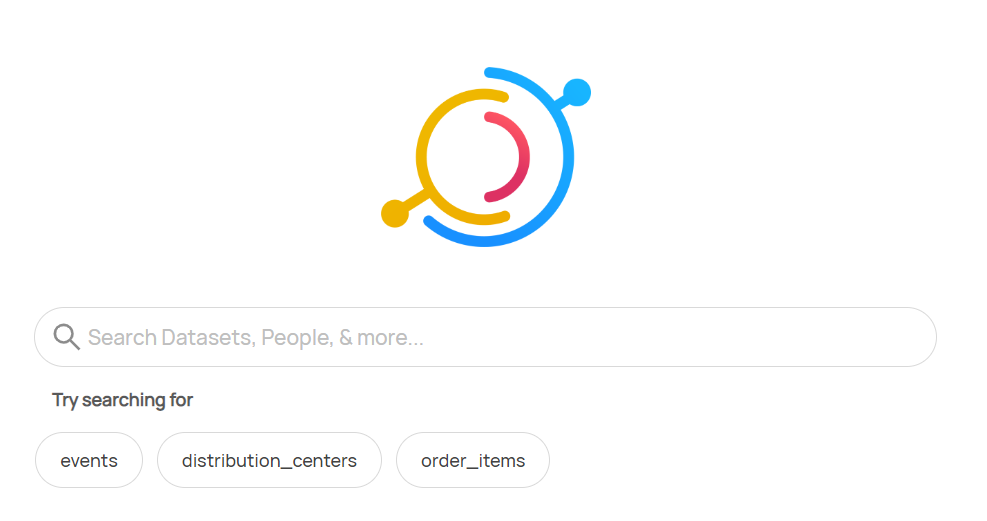 Search Datasets, People, & more...
Try searching for
events distribution_centers order_items